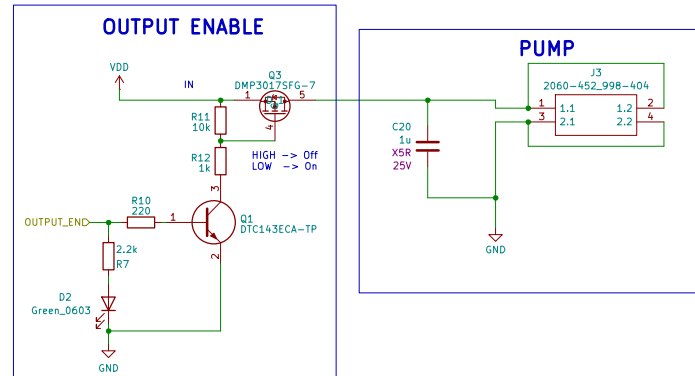 OUTPUT ENABLE
VDD
IN
Q3
DMP3017SFG-7
1
5
4
R11
10k
R12
1k
HIGH -> Off
LOW -> On
3
R10
220
OUTPUT_EN
1
Q1
DTC143ECA-TP
2
2.2k
R7
D2
Green_0603
GND
PUMP
J3
2060-452_998-404
1
1.1
1.2
2
3
2.1
2.2
4
C20
1u
X5R
25V
GND